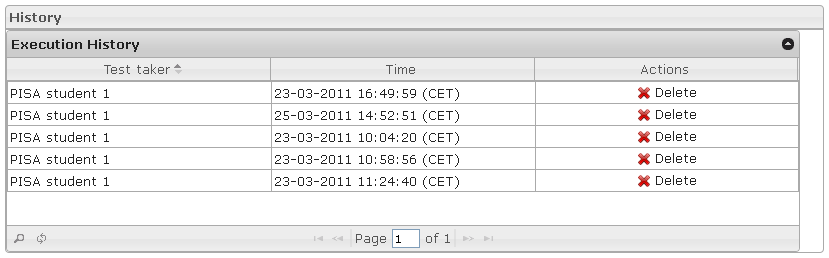 History
Execution History
Test taker Time Actions
PISA student 1 23-03-2011 16:49:59 (CET) Delete
PISA student 1 25-03-2011 14:52:51 (CET) Delete
PISA student 1 23-03-2011 10:04:20 (CET) Delete
PISA student 1 23-03-2011 10:58:56 (CET) Delete
PISA student 1 23-03-2011 11:24:40 (CET) Delete
Page 1 of 1